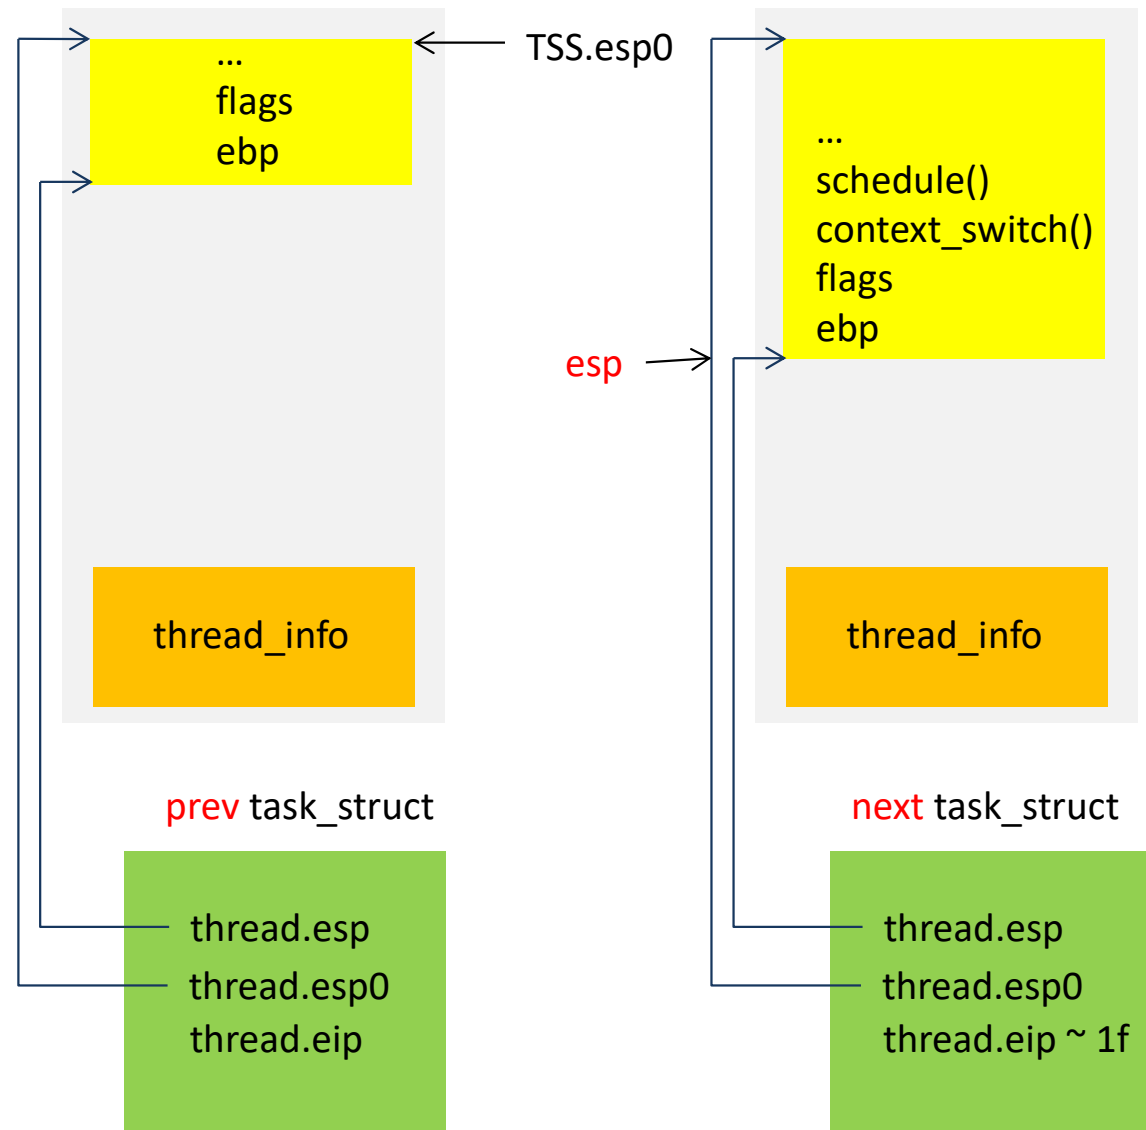 ...
flags
ebp
TSS.esp0
...
schedule()
context_switch()
flags
ebp
esp
thread_info
thread_info
prev task_struct
next task_struct
thread.esp
thread.esp0
thread.eip
thread.esp
thread.esp0
thread.eip ~ 1f